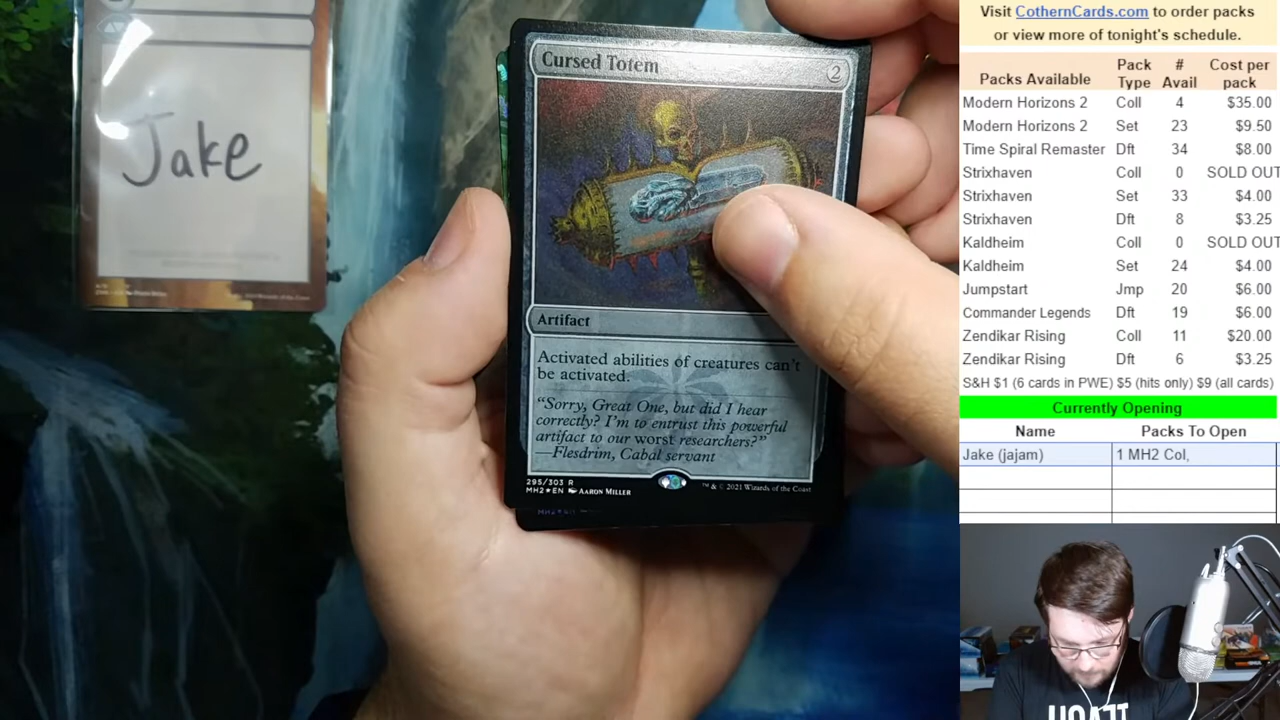 Jake
Cursed Totem
2
Artifact
Activated abilities of creatures can't
be activated.
"Sorry, Great One, but did I hear
correctly? I'm to entrust this powerful
artifact to our worst researchers?"
—Flesdrim, Cabal servant
295/303 R
MH2★EN AARON MILLER
™ & © 2021 Wizards of the Coast
Visit CothernCards.com to order packs
or view more of tonight's schedule.
Packs Available Pack Type # Avail Cost per pack
Modern Horizons 2 Coll 4 $35.00
Modern Horizons 2 Set 23 $9.50
Time Spiral Remaster Dft 34 $8.00
Strixhaven Coll 0 SOLD OUT
Strixhaven Set 33 $4.00
Strixhaven Dft 8 $3.25
Kaldheim Coll 0 SOLD OUT
Kaldheim Set 24 $4.00
Jumpstart Jmp 20 $6.00
Commander Legends Dft 19 $6.00
Zendikar Rising Coll 11 $20.00
Zendikar Rising Dft 6 $3.25
S&H $1 (6 cards in PWE) $5 (hits only) $9 (all cards)
Currently Opening
Name Packs To Open
Jake (jajam) 1 MH2 Col,